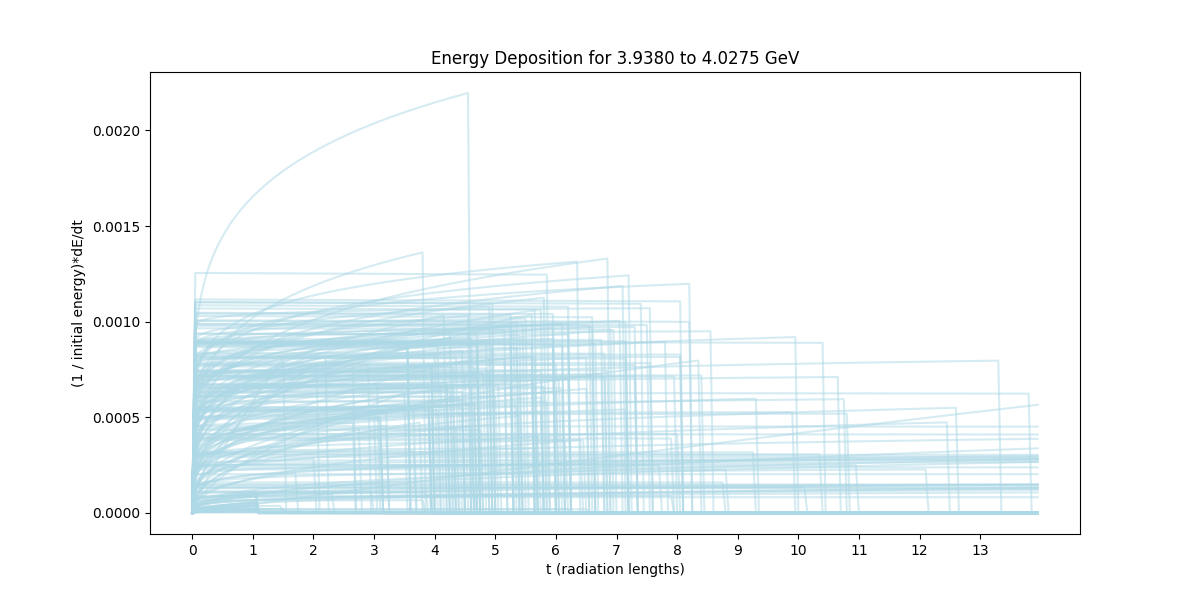 Energy Deposition for 3.9380 to 4.0275 GeV
(1 / initial energy)*dE/dt
0.0020
0.0015
0.0010
0.0005
0.0000
0 1 2 3 4 5 6 7 8 9 10 11 12 13
t (radiation lengths)